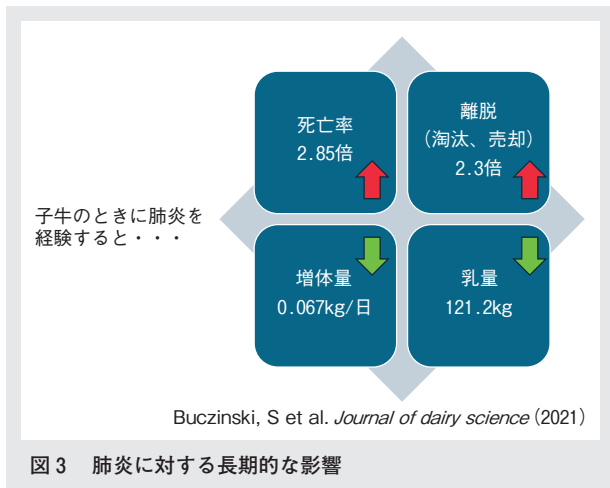 死亡率
2.85倍
離脱
(淘汰、売却)
2.3倍
子牛のときに肺炎を
経験すると・・・
増体量
0.067kg/日
乳量
121.2kg
Buczinski, S et al. Journal of dairy science (2021)
図3 肺炎に対する長期的な影響